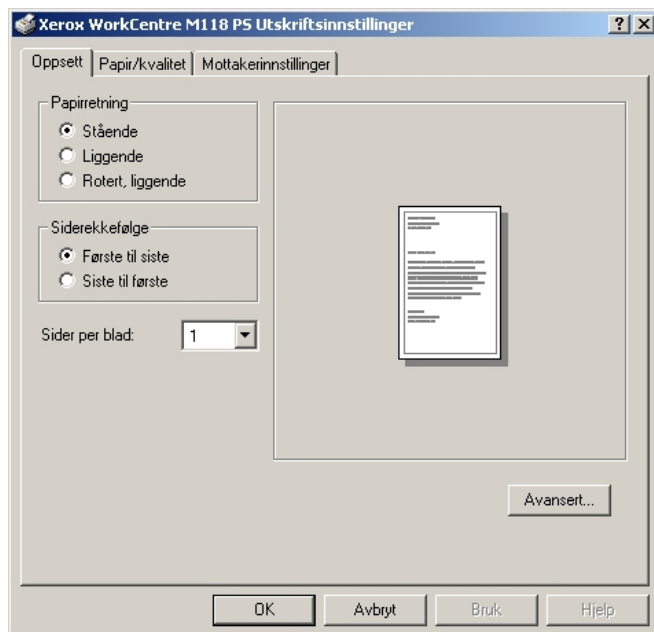 Xerox WorkCentre M118 PS Utskriftsinnstillinger
Oppsett Papir/kvalitet Mottakerinnstillinger
Papirretning
Stående
Liggende
Rotert, liggende
Siderekkefølge
Første til siste
Siste til første
Sider per blad: 1
Avansert...
OK Avbryt Bruk Hjelp